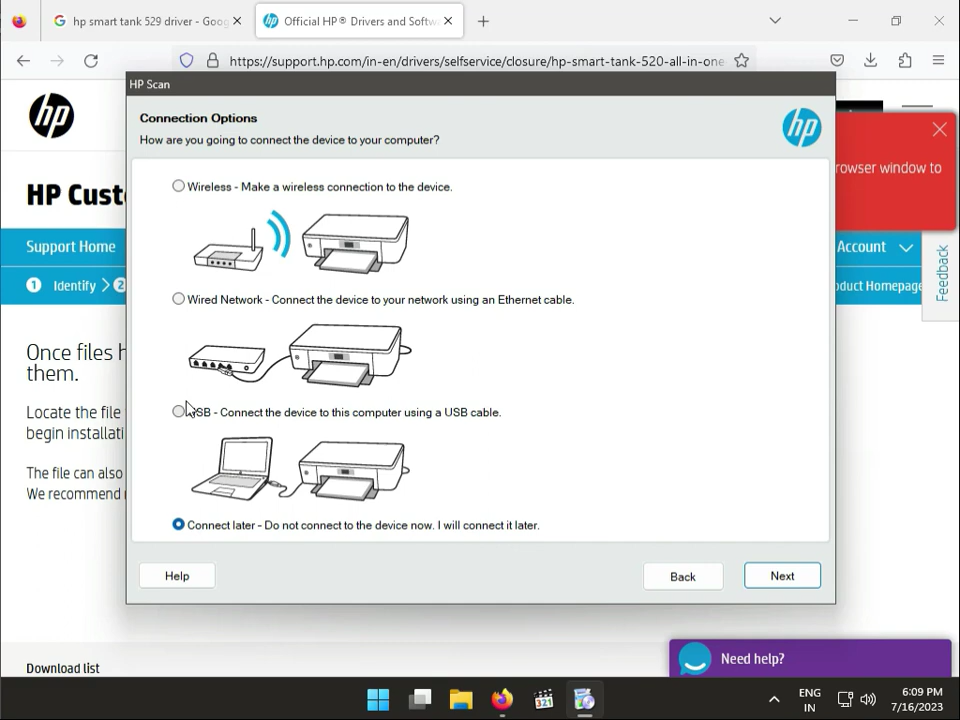 hp smart tank 529 driver - Goog
Official HP® Drivers and Softwa
https://support.hp.com/in-en/drivers/selfservice/closure/hp-smart-tank-520-all-in-one
HP Scan
hp
Connection Options
How are you going to connect the device to your computer?
hp
rowser window to
HP Cust
Wireless - Make a wireless connection to the device.
Support Home
Account
Wired Network - Connect the device to your network using an Ethernet cable.
1 Identify > 2
oduct Homepage
Feedback
Once files h
them.
Locate the file
begin installati
USB - Connect the device to this computer using a USB cable.
The file can also
We recommend
Connect later - Do not connect to the device now. I will connect it later.
Help
Back
Next
Download list
Need help?
321
ENG
IN
6:09 PM
7/16/2023